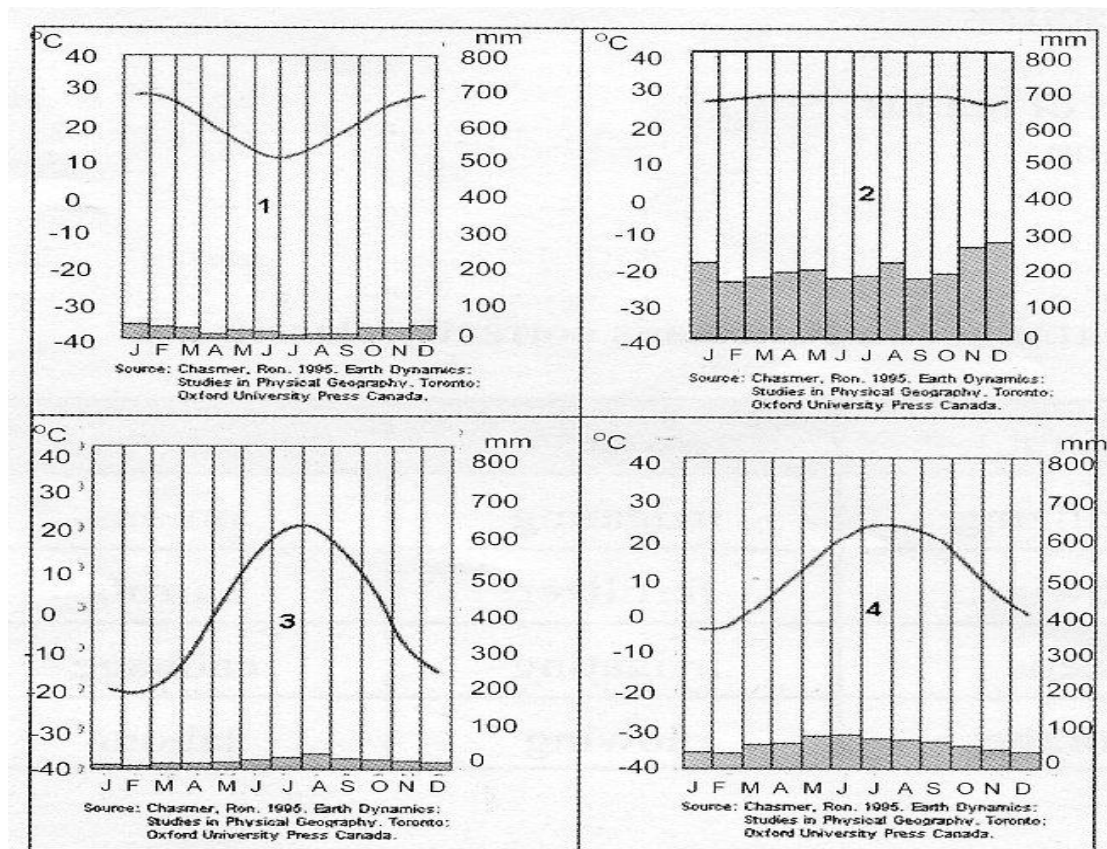 °C mm
40 800
30 700
20 600
10 500
0 400
-10 300
-20 200
-30 100
-40 0
1
J F M A M J J A S O N D
Source: Chasmer, Ron. 1995. Earth Dynamics:
Studies in Physical Geography. Toronto:
Oxford University Press Canada.
°C mm
40 800
30 700
20 600
10 500
0 400
-10 300
-20 200
-30 100
-40 0
2
J F M A M J J A S O N D
Source: Chasmer, Ron. 1995. Earth Dynamics:
Studies in Physical Geography. Toronto:
Oxford University Press Canada.
°C mm
40 800
30 700
20 600
10 500
0 400
-10 300
-20 200
-30 100
-40 0
3
J F M A M J J A S O N D
Source: Chasmer, Ron. 1995. Earth Dynamics:
Studies in Physical Geography. Toronto:
Oxford University Press Canada.
°C mm
40 800
30 700
20 600
10 500
0 400
-10 300
-20 200
-30 100
-40 0
4
J F M A M J J A S O N D
Source: Chasmer, Ron. 1995. Earth Dynamics:
Studies in Physical Geography. Toronto:
Oxford University Press Canada.